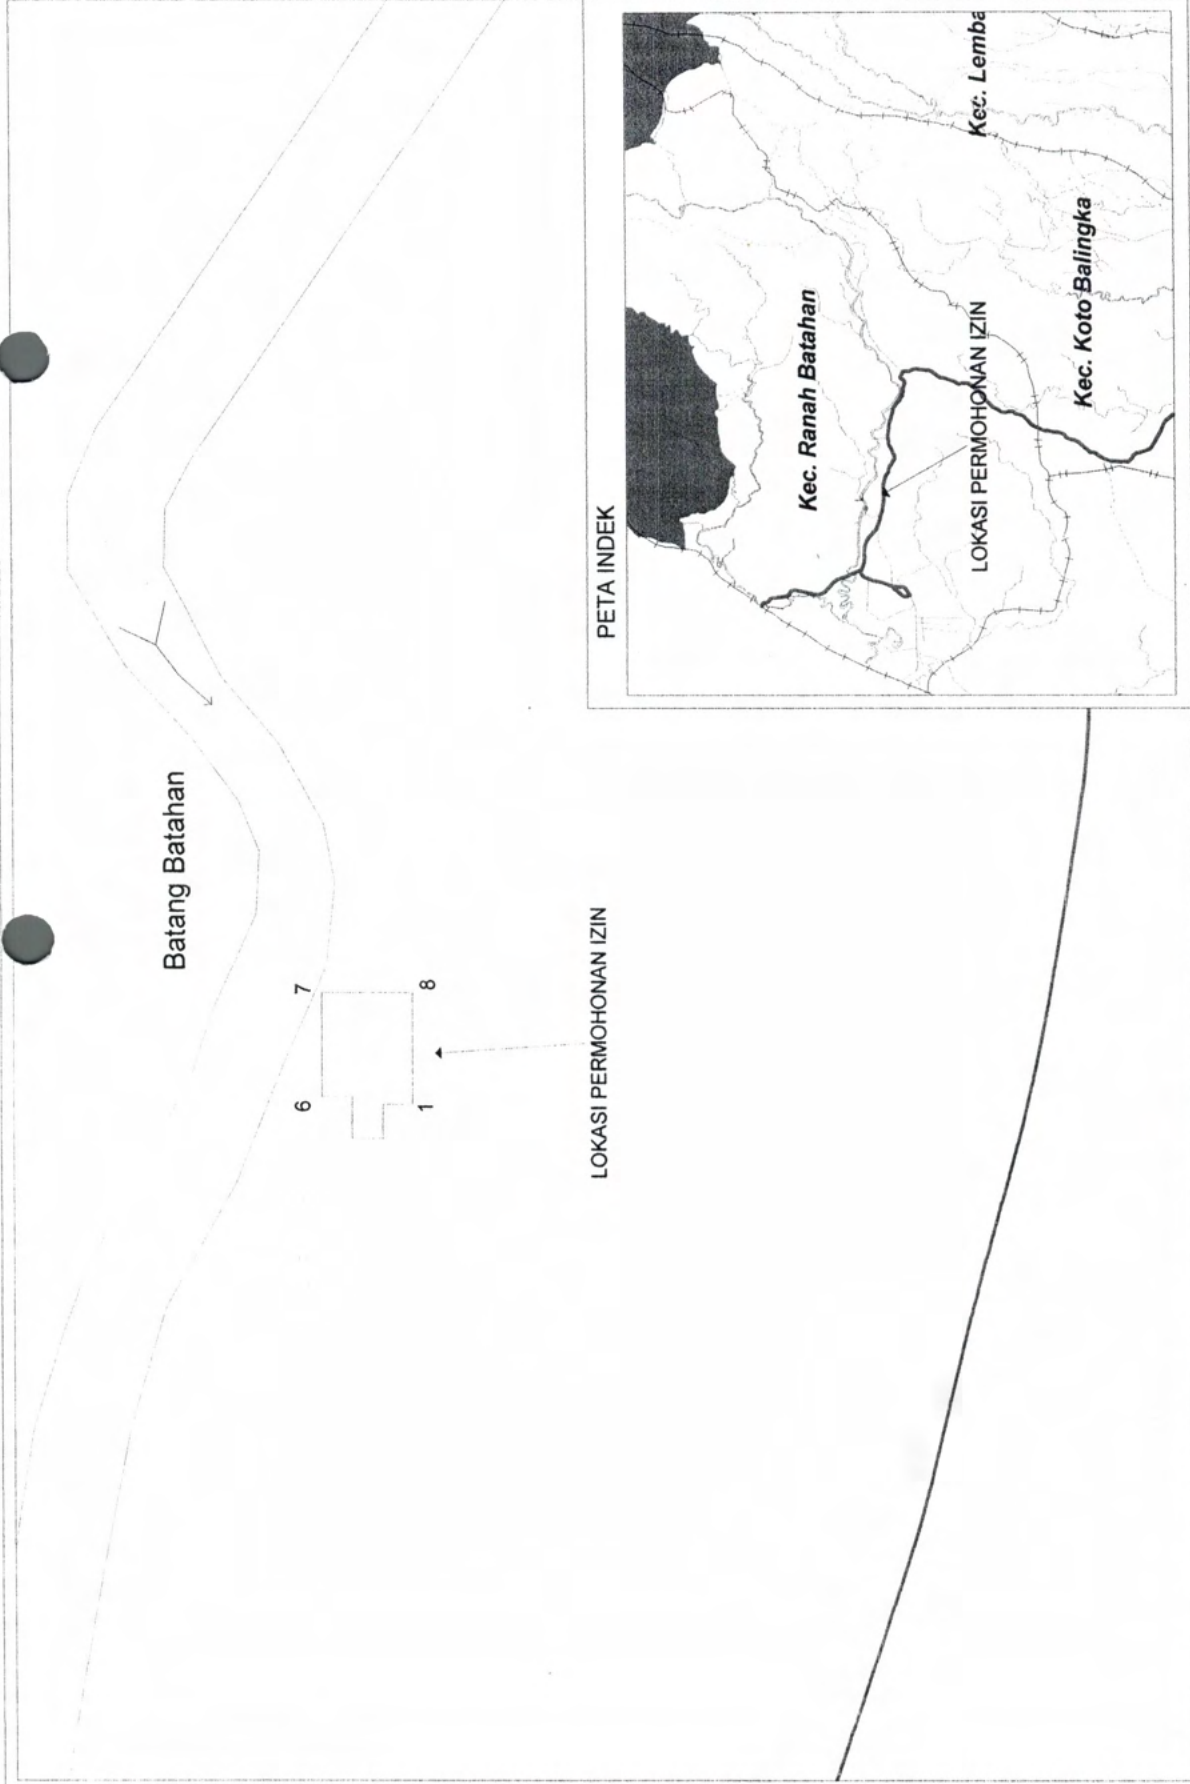 Batang Batahan
6
7
1
8
LOKASI PERMOHONAN IZIN
PETA INDEK
Kec. Ranah Batahan
LOKASI PERMOHONAN IZIN
Kec. Koto Balingka
Kec. Lemba